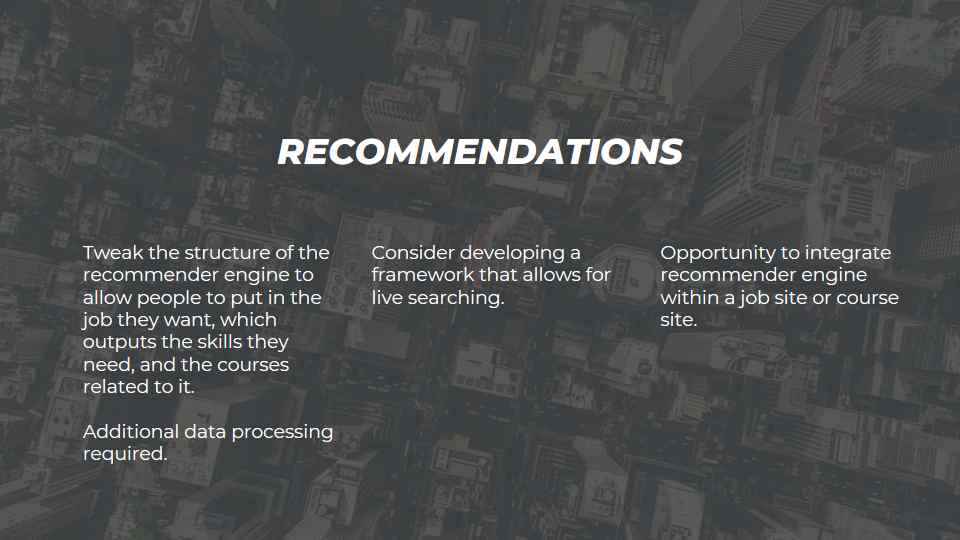 RECOMMENDATIONS
Tweak the structure of the
recommender engine to
allow people to put in the
job they want, which
outputs the skills they
need, and the courses
related to it.
Additional data processing
required.
Consider developing a
framework that allows for
live searching.
Opportunity to integrate
recommender engine
within a job site or course
site.